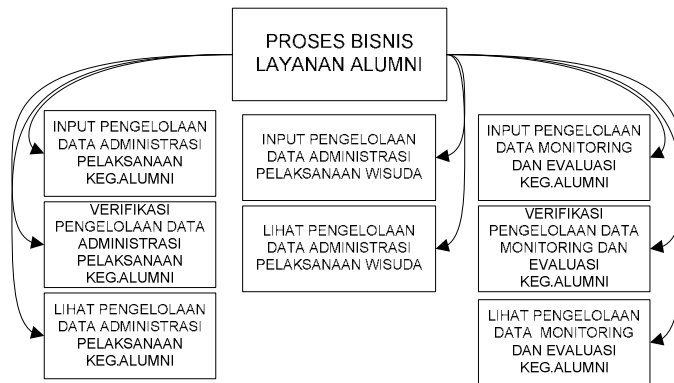 PROSES BISNIS
LAYANAN ALUMNI
INPUT PENGELOLAAN
DATA ADMINISTRASI
PELAKSANAAN
KEG.ALUMNI
VERIFIKASI
PENGELOLAAN DATA
ADMINISTRASI
PELAKSANAAN
KEG.ALUMNI
LIHAT PENGELOLAAN
DATA ADMINISTRASI
PELAKSANAAN
KEG.ALUMNI
INPUT PENGELOLAAN
DATA ADMINISTRASI
PELAKSANAAN WISUDA
LIHAT PENGELOLAAN
DATA ADMINISTRASI
PELAKSANAAN WISUDA
INPUT PENGELOLAAN
DATA MONITORING
DAN EVALUASI
KEG.ALUMNI
VERIFIKASI
PENGELOLAAN DATA
MONITORING DAN
EVALUASI
KEG.ALUMNI
LIHAT PENGELOLAAN
DATA  MONITORING
DAN EVALUASI
KEG.ALUMNI